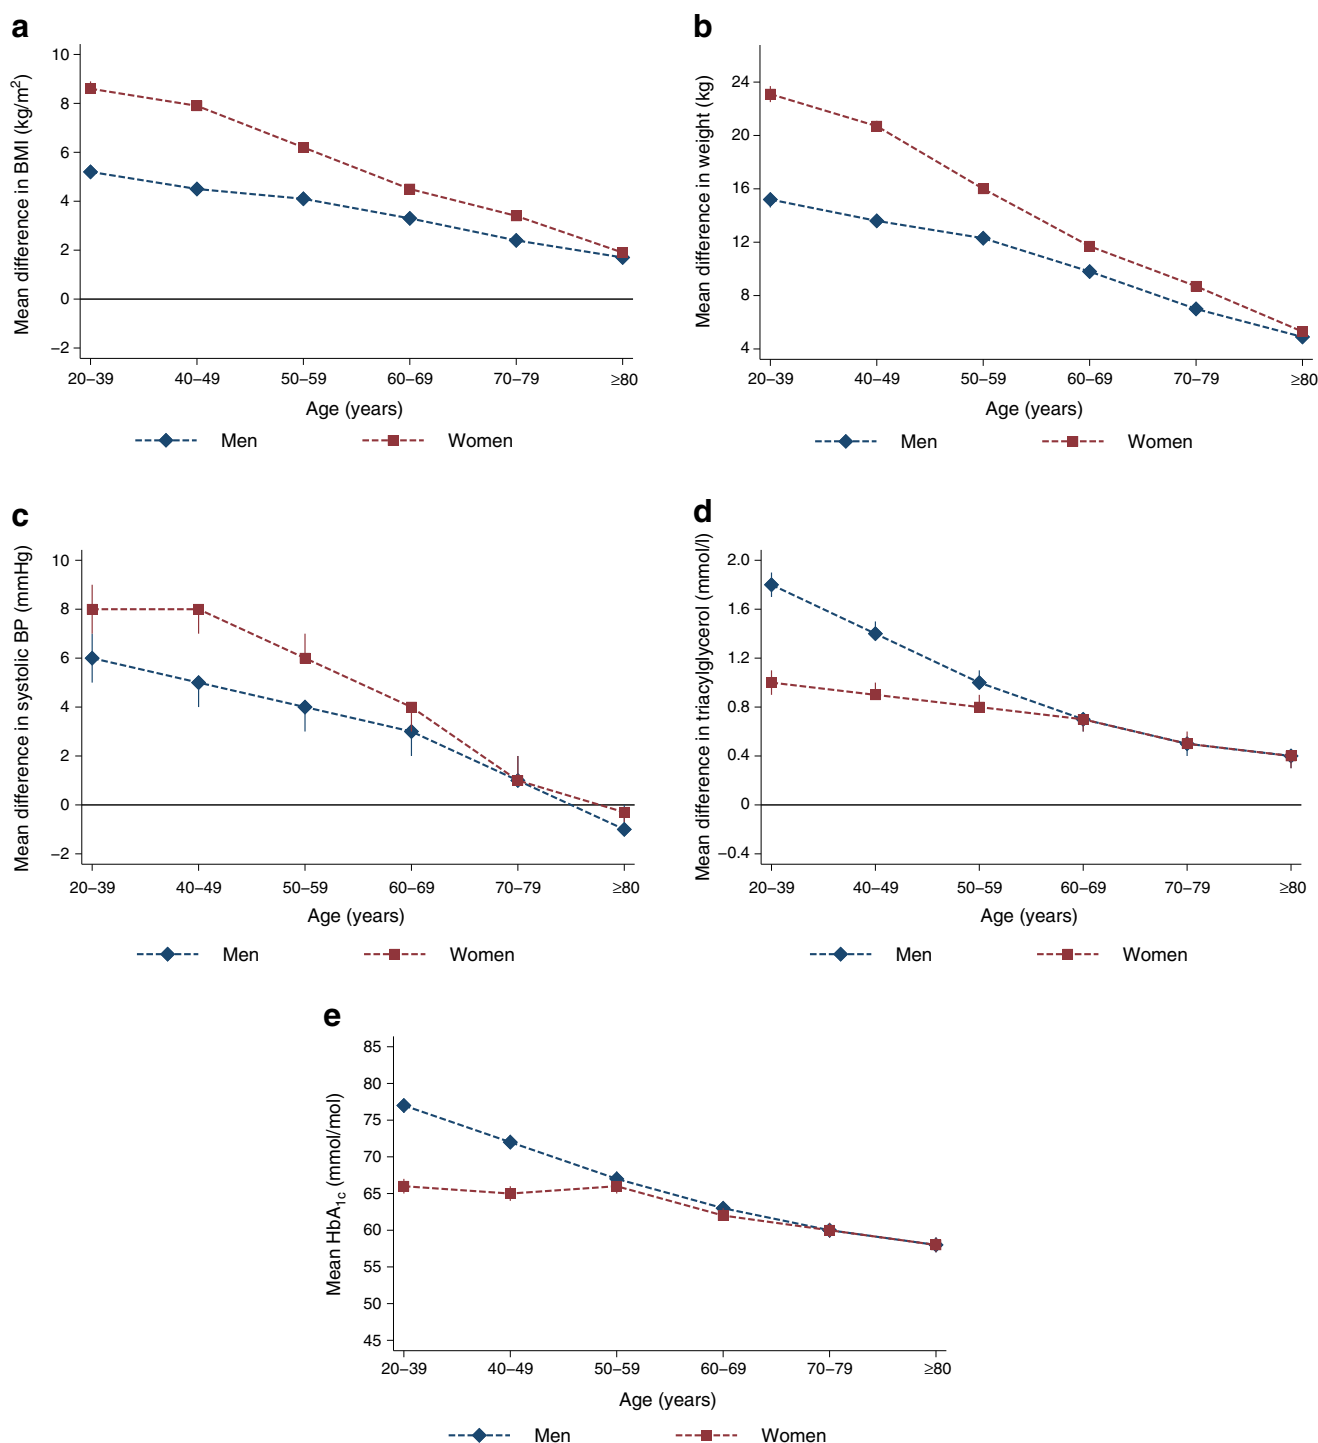 a
Mean difference in BMI (kg/m²)
10
8
6
4
2
0
−2
20–39 40–49 50–59 60–69 70–79 ≥80
Age (years)
Men Women
b
Mean difference in weight (kg)
24
20
16
12
8
4
20–39 40–49 50–59 60–69 70–79 ≥80
Age (years)
Men Women
c
Mean difference in systolic BP (mmHg)
10
8
6
4
2
0
−2
20–39 40–49 50–59 60–69 70–79 ≥80
Age (years)
Men Women
d
Mean difference in triacylglycerol (mmol/l)
2.0
1.6
1.2
0.8
0.4
0
−0.4
20–39 40–49 50–59 60–69 70–79 ≥80
Age (years)
Men Women
e
Mean HbA1c (mmol/mol)
85
80
75
70
65
60
55
50
45
20–39 40–49 50–59 60–69 70–79 ≥80
Age (years)
Men Women